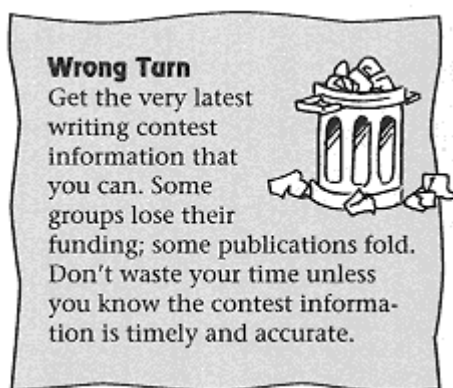 Wrong Turn
Get the very latest
writing contest
information that
you can. Some
groups lose their
funding; some publications fold.
Don't waste your time unless
you know the contest informa-
tion is timely and accurate.